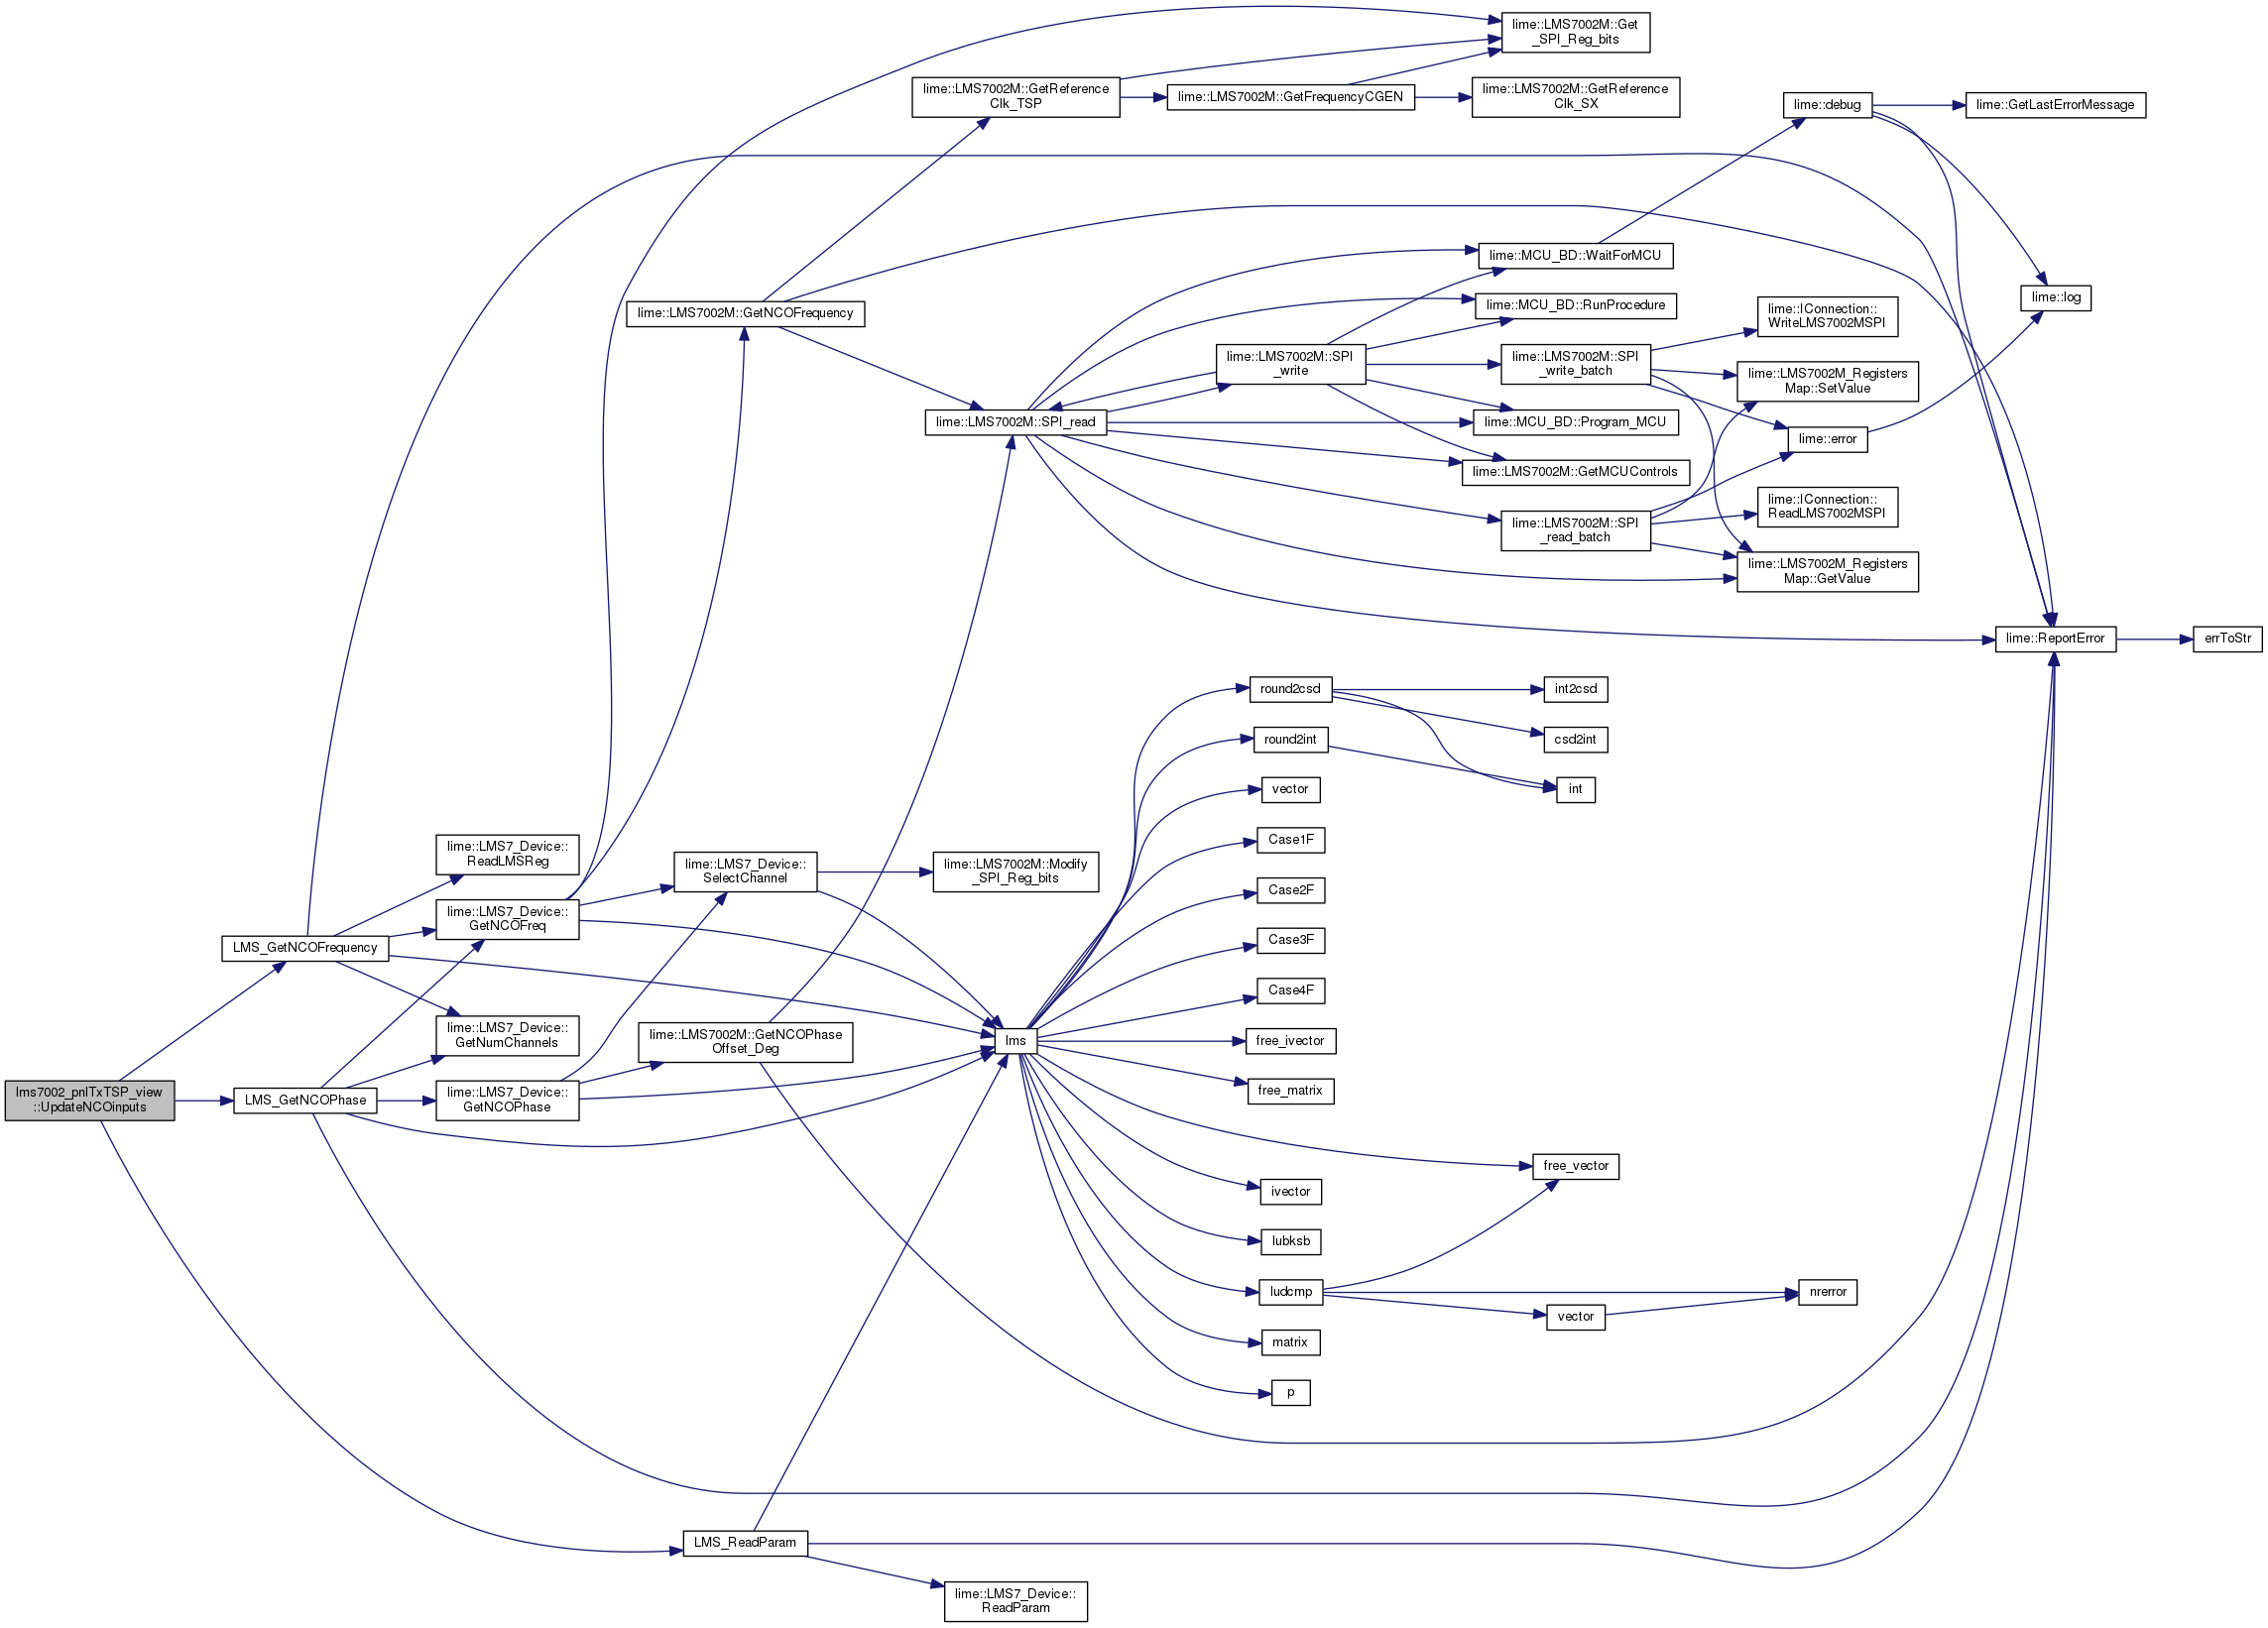 lime::LMS7002M::Get
_SPI_Reg_bits
lime::LMS7002M::GetReference
Clk_TSP
lime::LMS7002M::GetFrequencyCGEN
lime::LMS7002M::GetReference
Clk_SX
lime::debug
lime::GetLastErrorMessage
lime::MCU_BD::WaitForMCU
lime::log
lime::LMS7002M::GetNCOFrequency
lime::MCU_BD::RunProcedure
lime::IConnection::
WriteLMS7002MSPI
lime::LMS7002M::SPI
_write
lime::LMS7002M::SPI
_write_batch
lime::LMS7002M_Registers
Map::SetValue
lime::LMS7002M::SPI_read
lime::MCU_BD::Program_MCU
lime::error
lime::LMS7002M::GetMCUControls
lime::IConnection::
ReadLMS7002MSPI
lime::LMS7002M::SPI
_read_batch
lime::LMS7002M_Registers
Map::GetValue
lime::ReportError
errToStr
round2csd
int2csd
round2int
csd2int
vector
int
Case1F
lime::LMS7_Device::
ReadLMSReg
lime::LMS7_Device::
SelectChannel
lime::LMS7002M::Modify
_SPI_Reg_bits
Case2F
lime::LMS7_Device::
GetNCOFreq
LMS_GetNCOFrequency
Case3F
Case4F
lime::LMS7_Device::
GetNumChannels
lime::LMS7002M::GetNCOPhase
Offset_Deg
lms
free_ivector
lms7002_pnlTxTSP_view
::UpdateNCOinputs
LMS_GetNCOPhase
lime::LMS7_Device::
GetNCOPhase
free_matrix
free_vector
ivector
lubksb
ludcmp
nrerror
vector
matrix
p
LMS_ReadParam
lime::LMS7_Device::
ReadParam